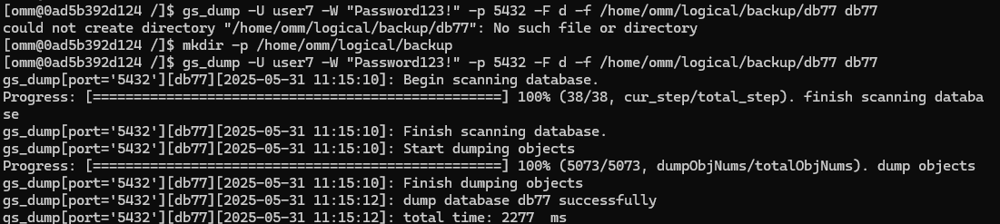 [omm@0ad5b392d124 /]$ gs_dump -U user7 -W "Password123!" -p 5432 -F d -f /home/omm/logical/backup/db77 db77
could not create directory "/home/omm/logical/backup/db77": No such file or directory
[omm@0ad5b392d124 /]$ mkdir -p /home/omm/logical/backup
[omm@0ad5b392d124 /]$ gs_dump -U user7 -W "Password123!" -p 5432 -F d -f /home/omm/logical/backup/db77 db77
gs_dump[port='5432'][db77][2025-05-31 11:15:10]: Begin scanning database.
Progress: [==================================================] 100% (38/38, cur_step/total_step). finish scanning databa
se
gs_dump[port='5432'][db77][2025-05-31 11:15:10]: Finish scanning database.
gs_dump[port='5432'][db77][2025-05-31 11:15:10]: Start dumping objects
Progress: [==================================================] 100% (5073/5073, dumpObjNums/totalObjNums). dump objects
gs_dump[port='5432'][db77][2025-05-31 11:15:10]: Finish dumping objects
gs_dump[port='5432'][db77][2025-05-31 11:15:12]: dump database db77 successfully
gs_dump[port='5432'][db77][2025-05-31 11:15:12]: total time: 2277  ms